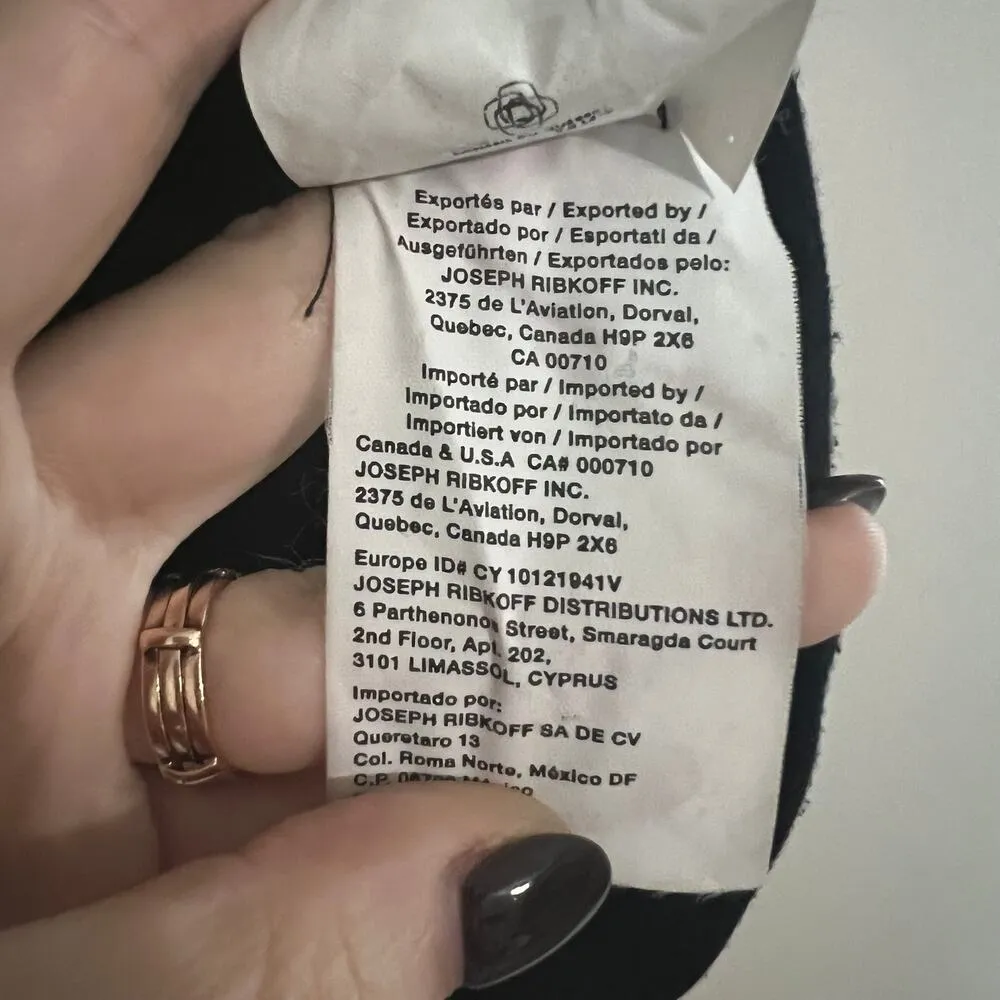 Exportés par / Exported by /
Exportado por / Esportati da /
Ausgeführten / Exportados pelo:
JOSEPH RIBKOFF INC.
2375 de L'Aviation, Dorval,
Quebec, Canada H9P 2X6
CA 00710
Importé par / Imported by /
Importado por / Importato da /
Importiert von / Importado por
Canada & U.S.A CA# 000710
JOSEPH RIBKOFF INC.
2375 de L'Aviation, Dorval,
Quebec, Canada H9P 2X6
Europe ID# CY 10121941V
JOSEPH RIBKOFF DISTRIBUTIONS LTD.
6 Parthenonos Street, Smaragda Court
2nd Floor, Apt. 202,
3101 LIMASSOL, CYPRUS
Importado por:
JOSEPH RIBKOFF SA DE CV
Queretaro 13
Col. Roma Norte, México DF
C.P.